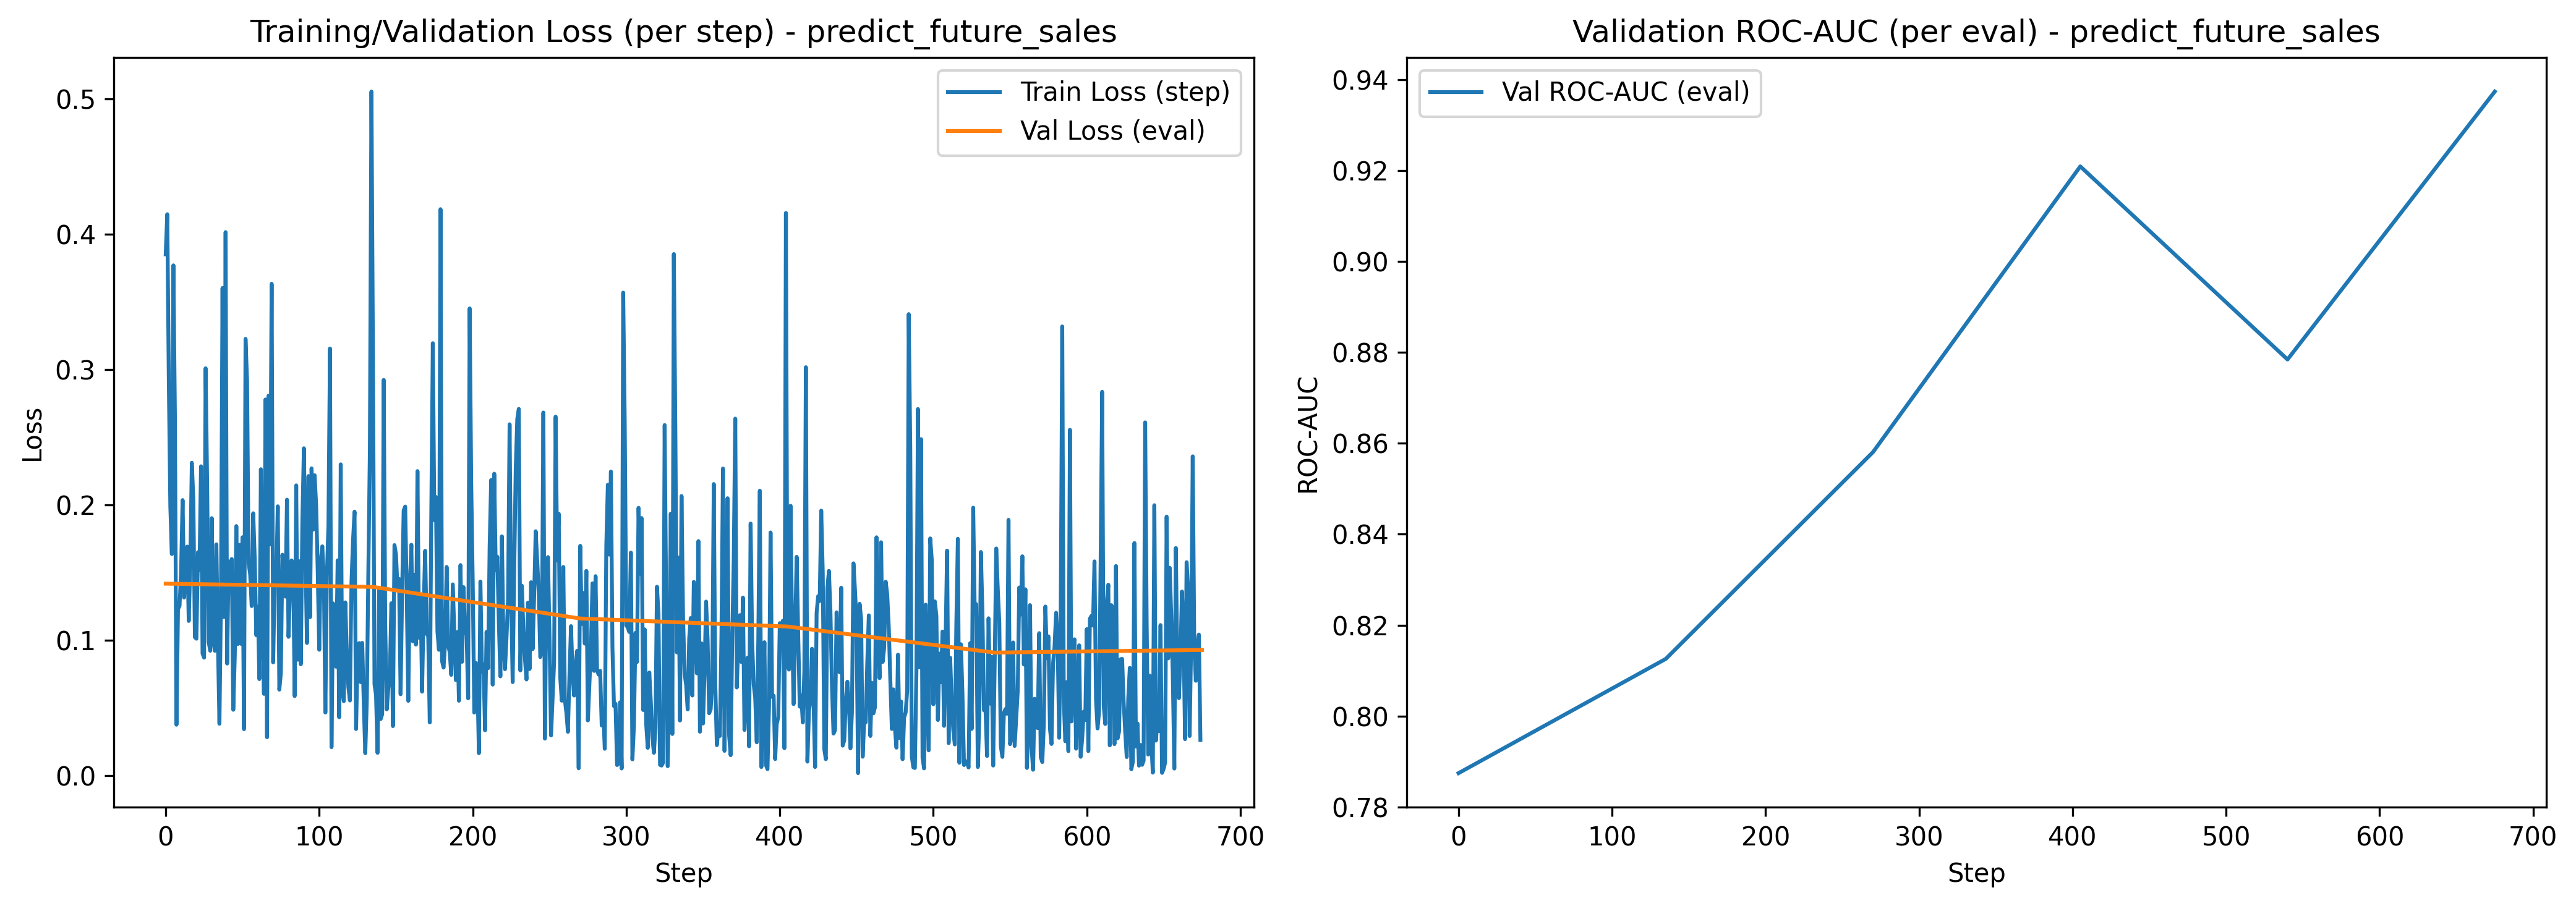 Training/Validation Loss (per step) - predict_future_sales
Train Loss (step)
Val Loss (eval)
Loss
0.5
0.4
0.3
0.2
0.1
0.0
0 100 200 300 400 500 600 700
Step
Validation ROC-AUC (per eval) - predict_future_sales
Val ROC-AUC (eval)
ROC-AUC
0.94
0.92
0.90
0.88
0.86
0.84
0.82
0.80
0.78
0 100 200 300 400 500 600 700
Step